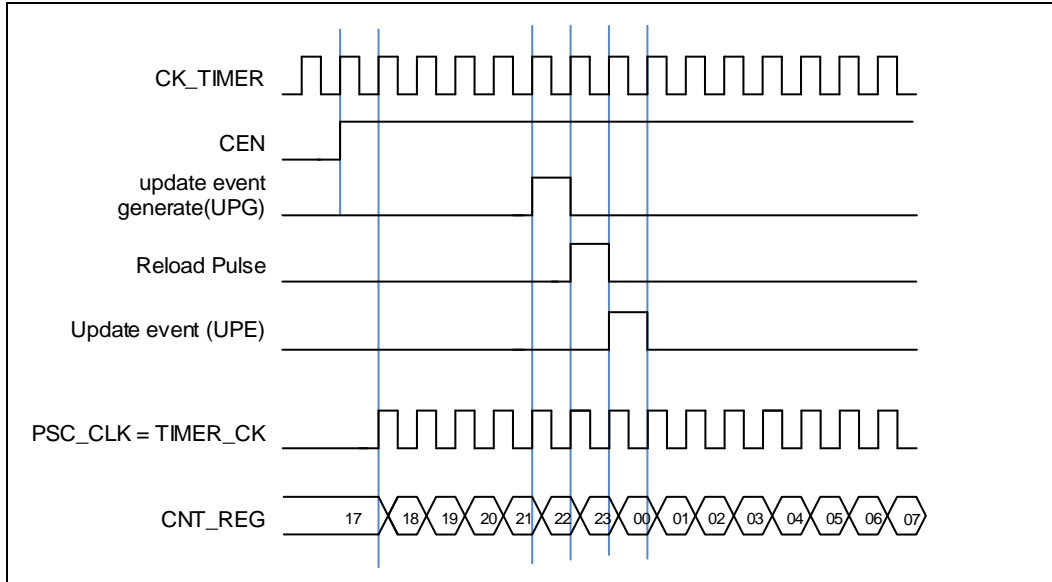 CK_TIMER
CEN
update event
generate(UPG)
Reload Pulse
Update event (UPE)
PSC_CLK = TIMER_CK
CNT_REG 17 18 19 20 21 22 23 00 01 02 03 04 05 06 07